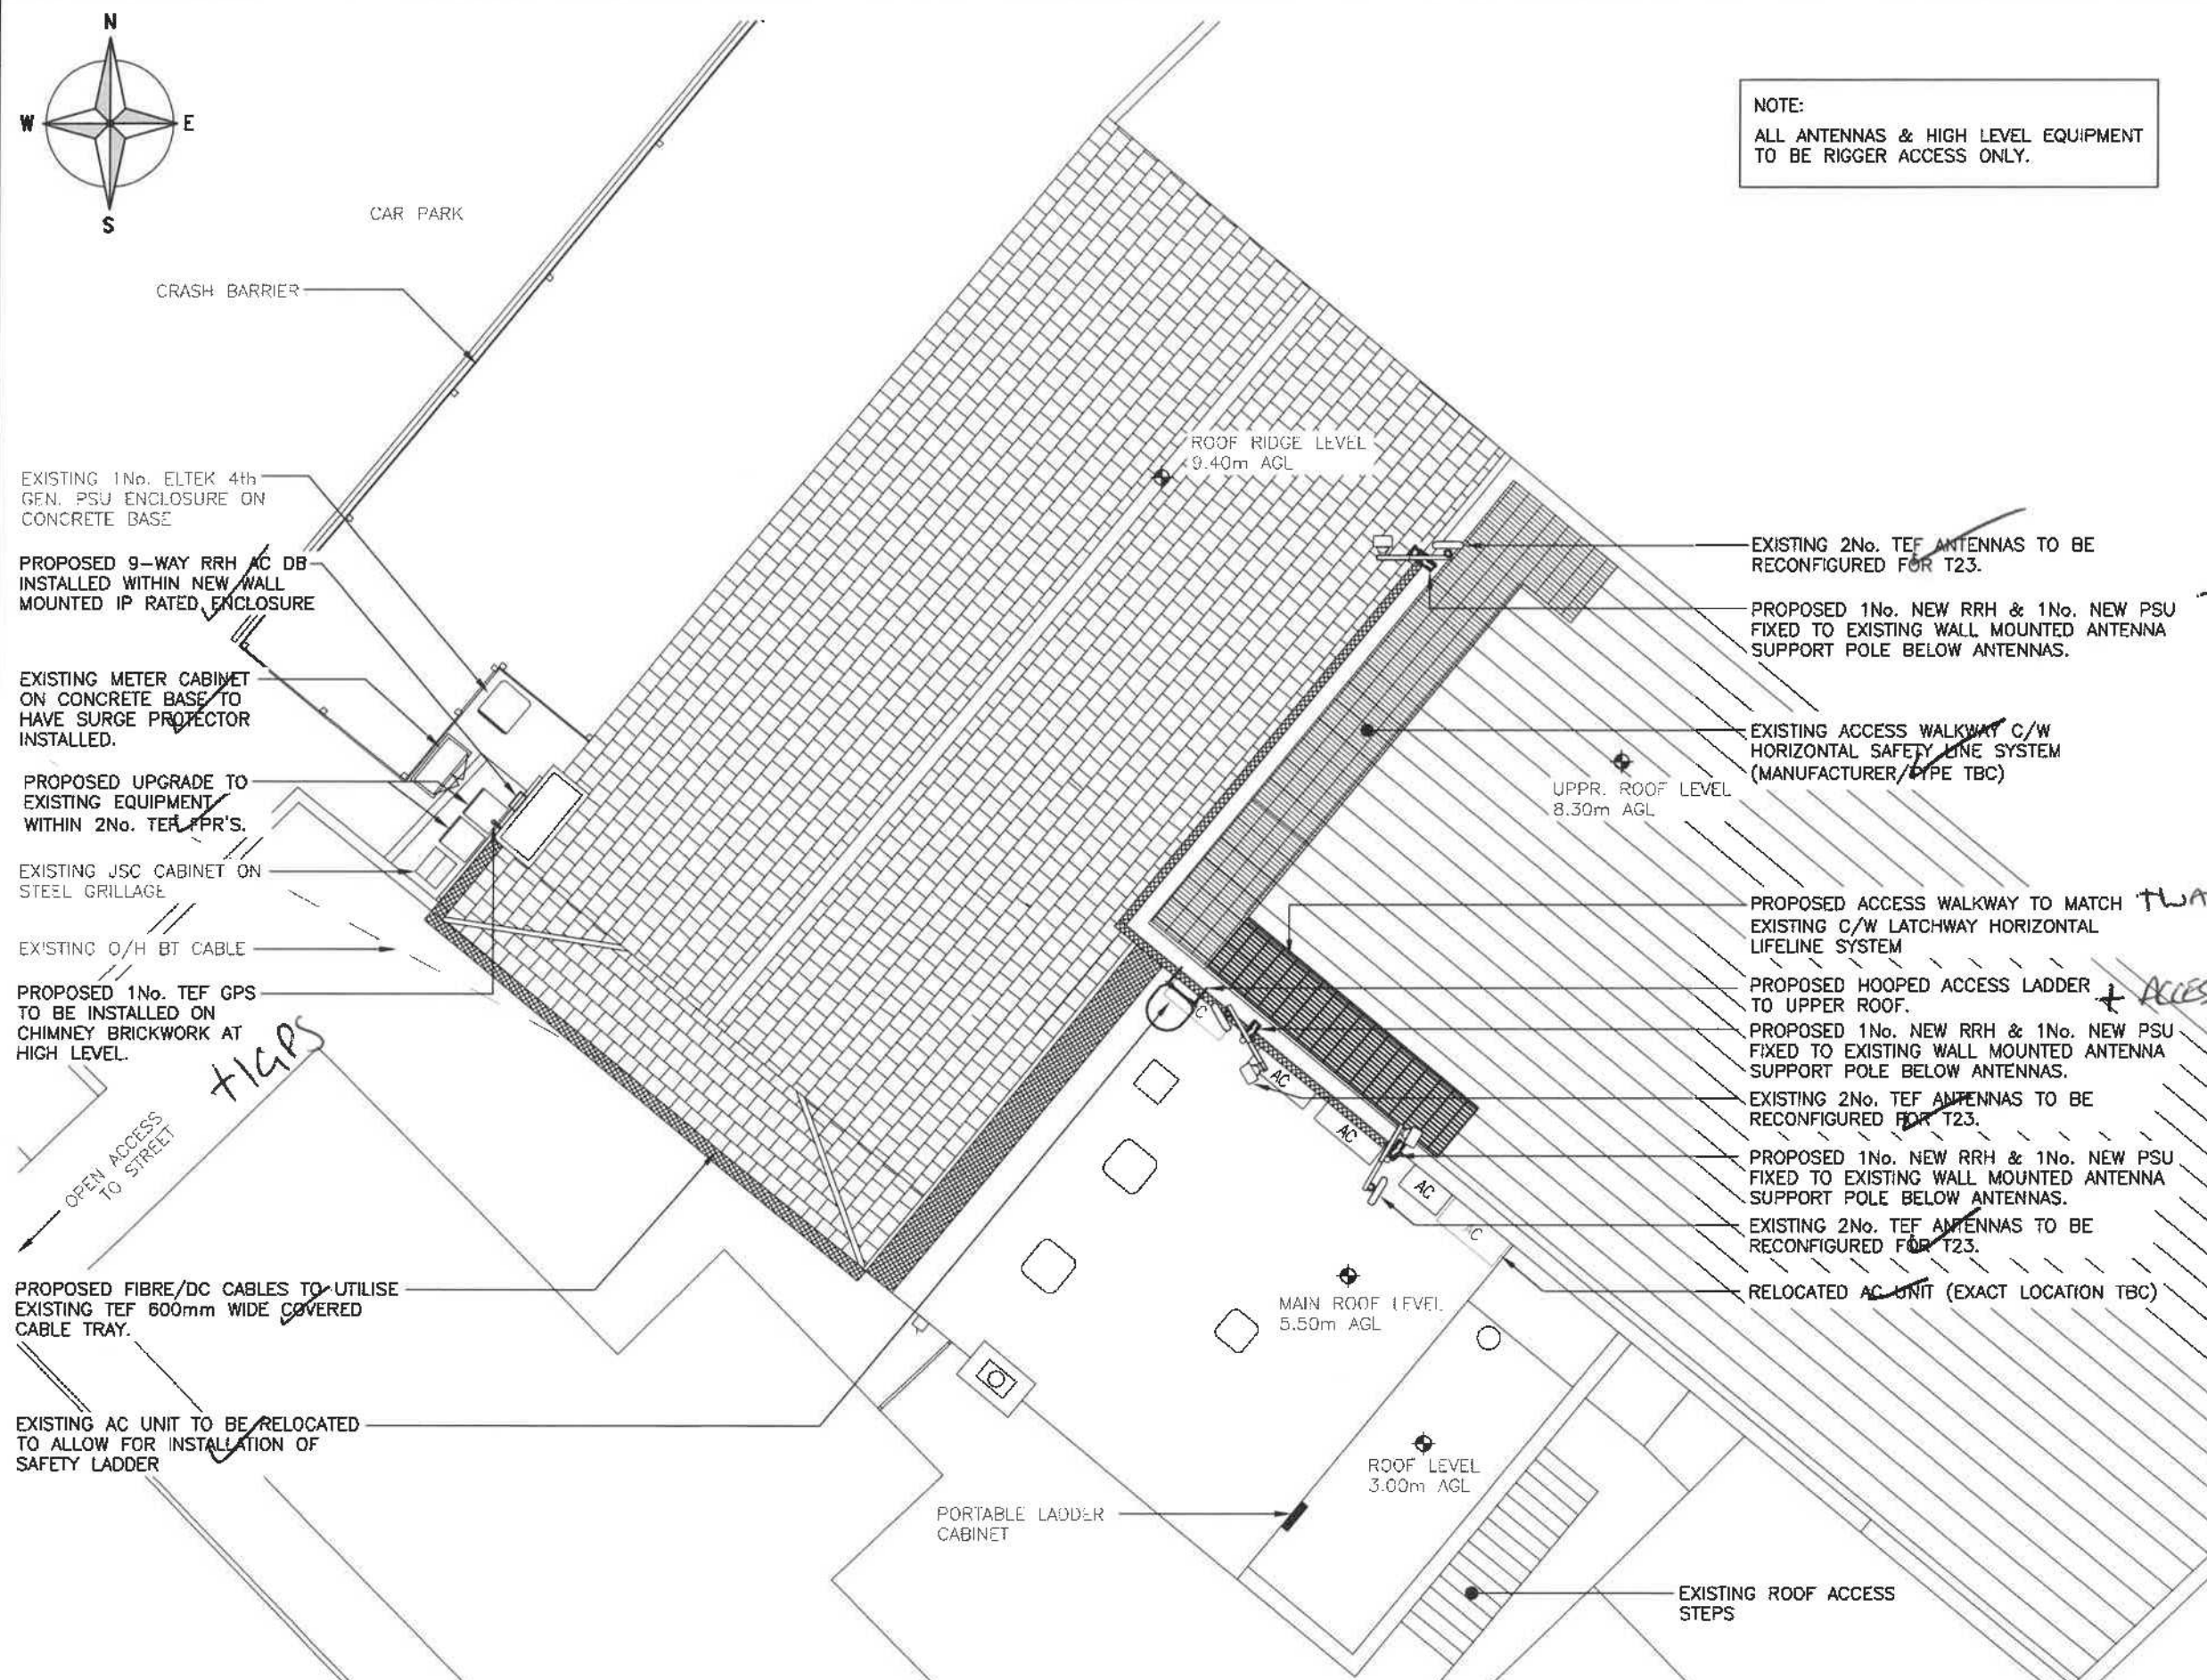 N
W
E
S
CAR PARK
CRASH BARRIER
NOTE:
ALL ANTENNAS & HIGH LEVEL EQUIPMENT
TO BE RIGGER ACCESS ONLY.
ROOF RIDGE LEVEL
9.40m AGL
EXISTING 1No. ELTEK 4th
GEN. PSU ENCLOSURE ON
CONCRETE BASE
PROPOSED 9-WAY RRH AC DB
INSTALLED WITHIN NEW WALL
MOUNTED IP RATED ENCLOSURE
EXISTING METER CABINET
ON CONCRETE BASE TO
HAVE SURGE PROTECTOR
INSTALLED.
PROPOSED UPGRADE TO
EXISTING EQUIPMENT
WITHIN 2No. TEF FPR'S.
EXISTING JSC CABINET ON
STEEL GRILLAGE
EXISTING O/H BT CABLE
PROPOSED 1No. TEF GPS
TO BE INSTALLED ON
CHIMNEY BRICKWORK AT
HIGH LEVEL.
+1GPS
OPEN ACCESS
TO STREET
PROPOSED FIBRE/DC CABLES TO UTILISE
EXISTING TEF 600mm WIDE COVERED
CABLE TRAY.
EXISTING AC UNIT TO BE RELOCATED
TO ALLOW FOR INSTALLATION OF
SAFETY LADDER
EXISTING 2No. TEF ANTENNAS TO BE
RECONFIGURED FOR T23.
PROPOSED 1No. NEW RRH & 1No. NEW PSU
FIXED TO EXISTING WALL MOUNTED ANTENNA
SUPPORT POLE BELOW ANTENNAS.
EXISTING ACCESS WALKWAY C/W
HORIZONTAL SAFETY LINE SYSTEM
(MANUFACTURER/TYPE TBC)
UPPR. ROOF LEVEL
8.30m AGL
PROPOSED ACCESS WALKWAY TO MATCH
EXISTING C/W LATCHWAY HORIZONTAL
LIFELINE SYSTEM
PROPOSED HOOPED ACCESS LADDER
TO UPPER ROOF.
PROPOSED 1No. NEW RRH & 1No. NEW PSU
FIXED TO EXISTING WALL MOUNTED ANTENNA
SUPPORT POLE BELOW ANTENNAS.
EXISTING 2No. TEF ANTENNAS TO BE
RECONFIGURED FOR T23.
PROPOSED 1No. NEW RRH & 1No. NEW PSU
FIXED TO EXISTING WALL MOUNTED ANTENNA
SUPPORT POLE BELOW ANTENNAS.
EXISTING 2No. TEF ANTENNAS TO BE
RECONFIGURED FOR T23.
RELOCATED AC UNIT (EXACT LOCATION TBC)
AC
AC
AC
MAIN ROOF LEVEL
5.50m AGL
ROOF LEVEL
3.00m AGL
PORTABLE LADDER
CABINET
EXISTING ROOF ACCESS
STEPS